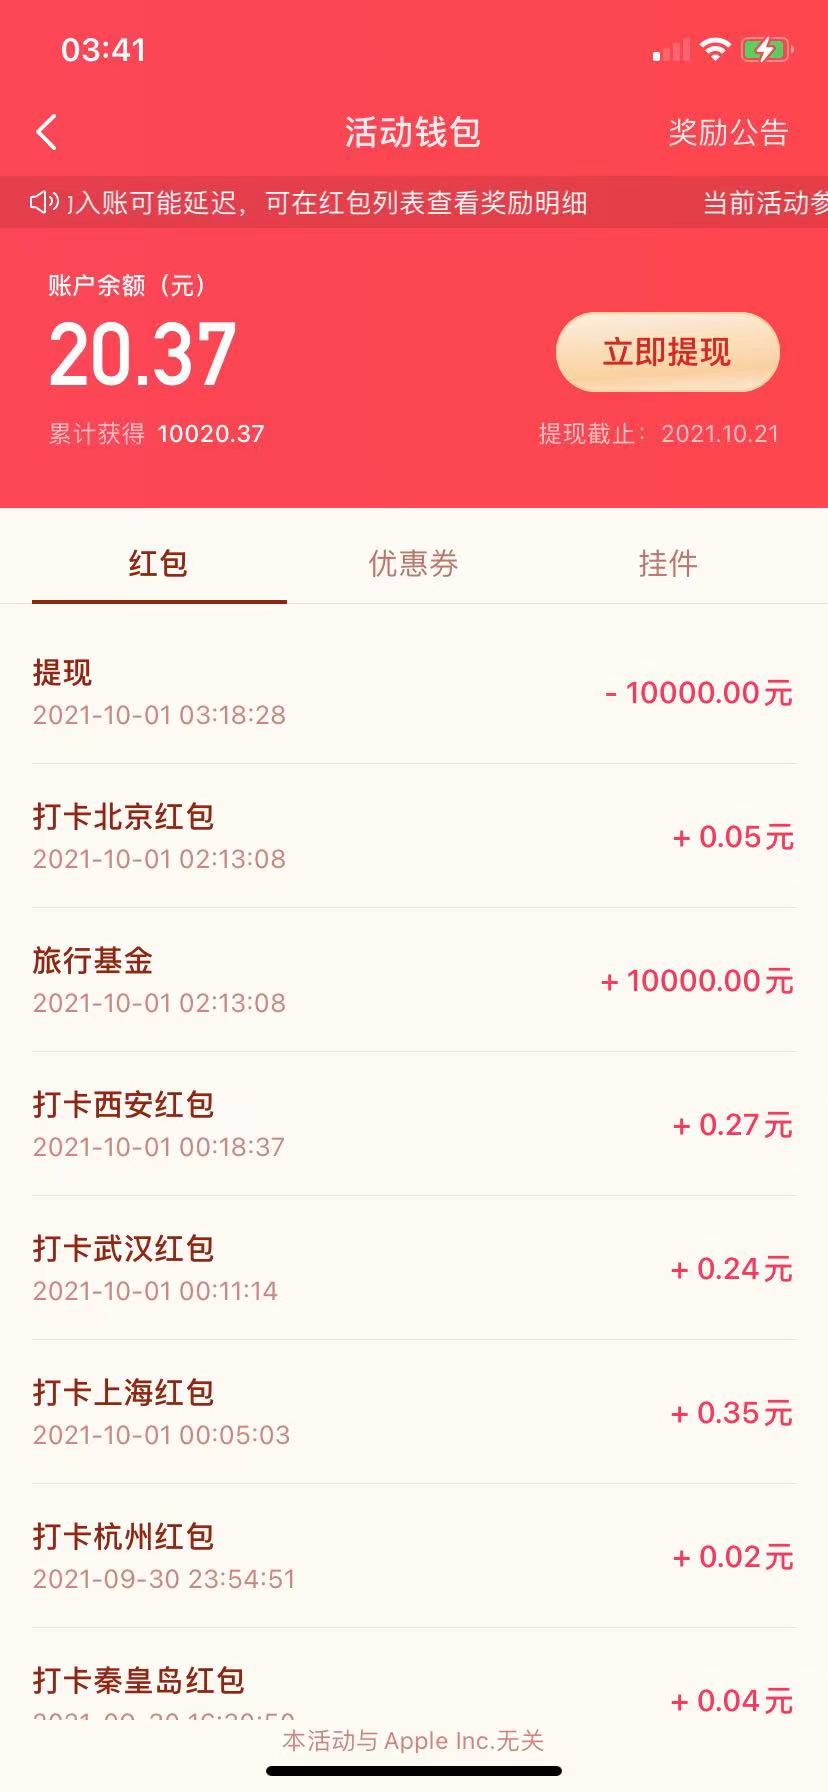 03:41
活动钱包
奖励公告
入账可能延迟，可在红包列表查看奖励明细 当前活动参
账户余额（元）
20.37
立即提现
累计获得 10020.37
提现截止：2021.10.21
红包 优惠券 挂件
提现
- 10000.00元
2021-10-01 03:18:28
打卡北京红包
+ 0.05元
2021-10-01 02:13:08
旅行基金
+ 10000.00元
2021-10-01 02:13:08
打卡西安红包
+ 0.27元
2021-10-01 00:18:37
打卡武汉红包
+ 0.24元
2021-10-01 00:11:14
打卡上海红包
+ 0.35元
2021-10-01 00:05:03
打卡杭州红包
+ 0.02元
2021-09-30 23:54:51
打卡秦皇岛红包
+ 0.04元
本活动与 Apple Inc.无关